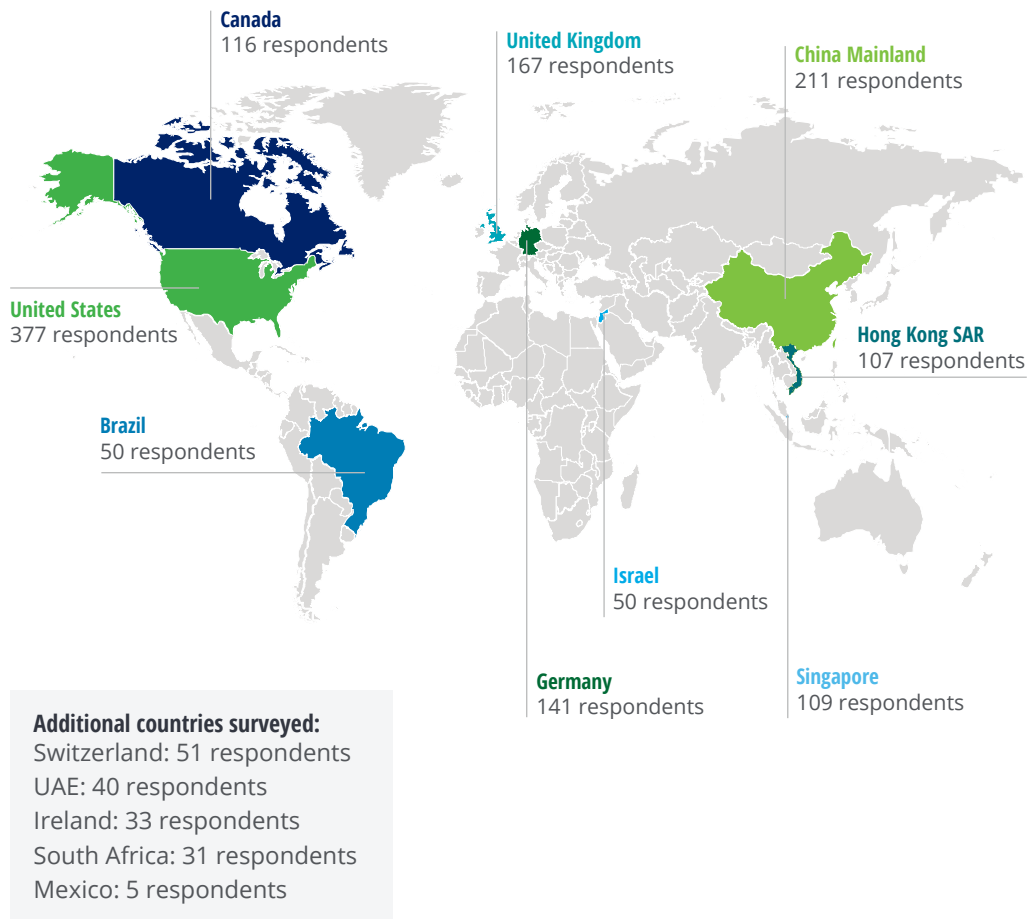 Canada
116 respondents
United Kingdom
167 respondents
China Mainland
211 respondents
United States
377 respondents
Hong Kong SAR
107 respondents
Brazil
50 respondents
Israel
50 respondents
Germany
141 respondents
Singapore
109 respondents
Additional countries surveyed:
Switzerland: 51 respondents
UAE: 40 respondents
Ireland: 33 respondents
South Africa: 31 respondents
Mexico: 5 respondents